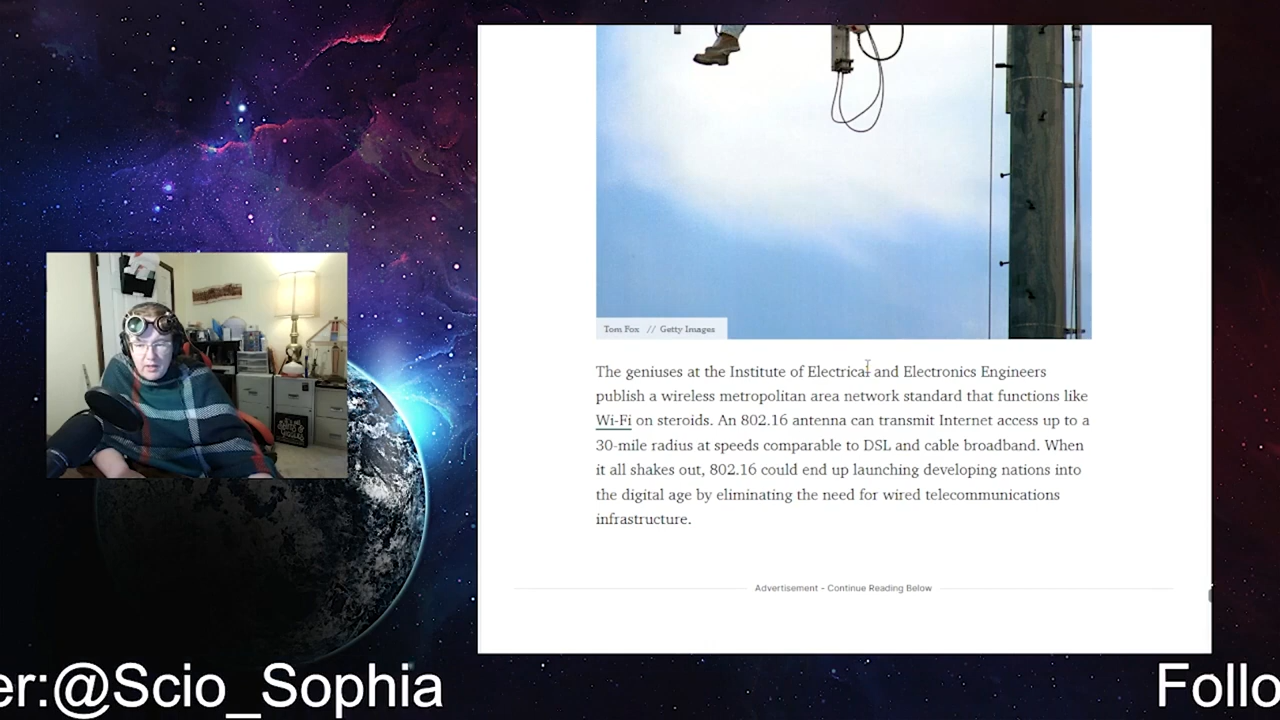 Tom Fox // Getty Images
The geniuses at the Institute of Electrical and Electronics Engineers
publish a wireless metropolitan area network standard that functions like
Wi-Fi on steroids. An 802.16 antenna can transmit Internet access up to a
30-mile radius at speeds comparable to DSL and cable broadband. When
it all shakes out, 802.16 could end up launching developing nations into
the digital age by eliminating the need for wired telecommunications
infrastructure.
Advertisement - Continue Reading Below
er:@Scio_Sophia
Follo